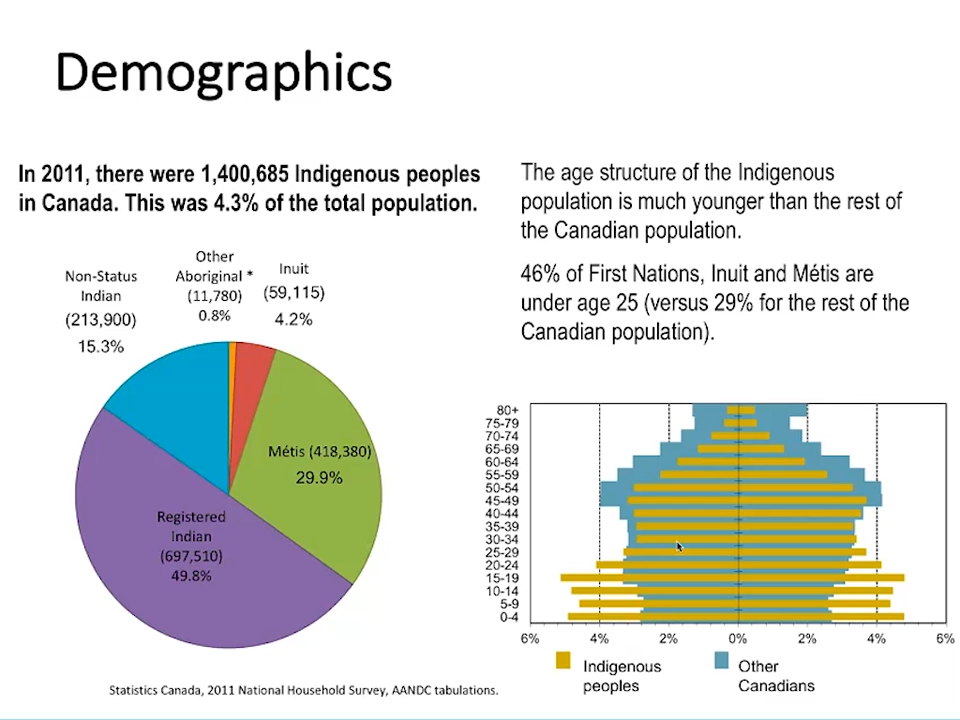 Demographics
In 2011, there were 1,400,685 Indigenous peoples
in Canada. This was 4.3% of the total population.
Non-Status
Indian
(213,900)
15.3%
Other
Aboriginal *
(11,780)
0.8%
Inuit
(59,115)
4.2%
Métis (418,380)
29.9%
Registered
Indian
(697,510)
49.8%
Statistics Canada, 2011 National Household Survey, AANDC tabulations.
The age structure of the Indigenous
population is much younger than the rest of
the Canadian population.
46% of First Nations, Inuit and Métis are
under age 25 (versus 29% for the rest of the
Canadian population).
80+
75-79
70-74
65-69
60-64
55-59
50-54
45-49
40-44
35-39
30-34
25-29
20-24
15-19
10-14
5-9
0-4
6% 4% 2% 0% 2% 4% 6%
Indigenous
peoples
Other
Canadians